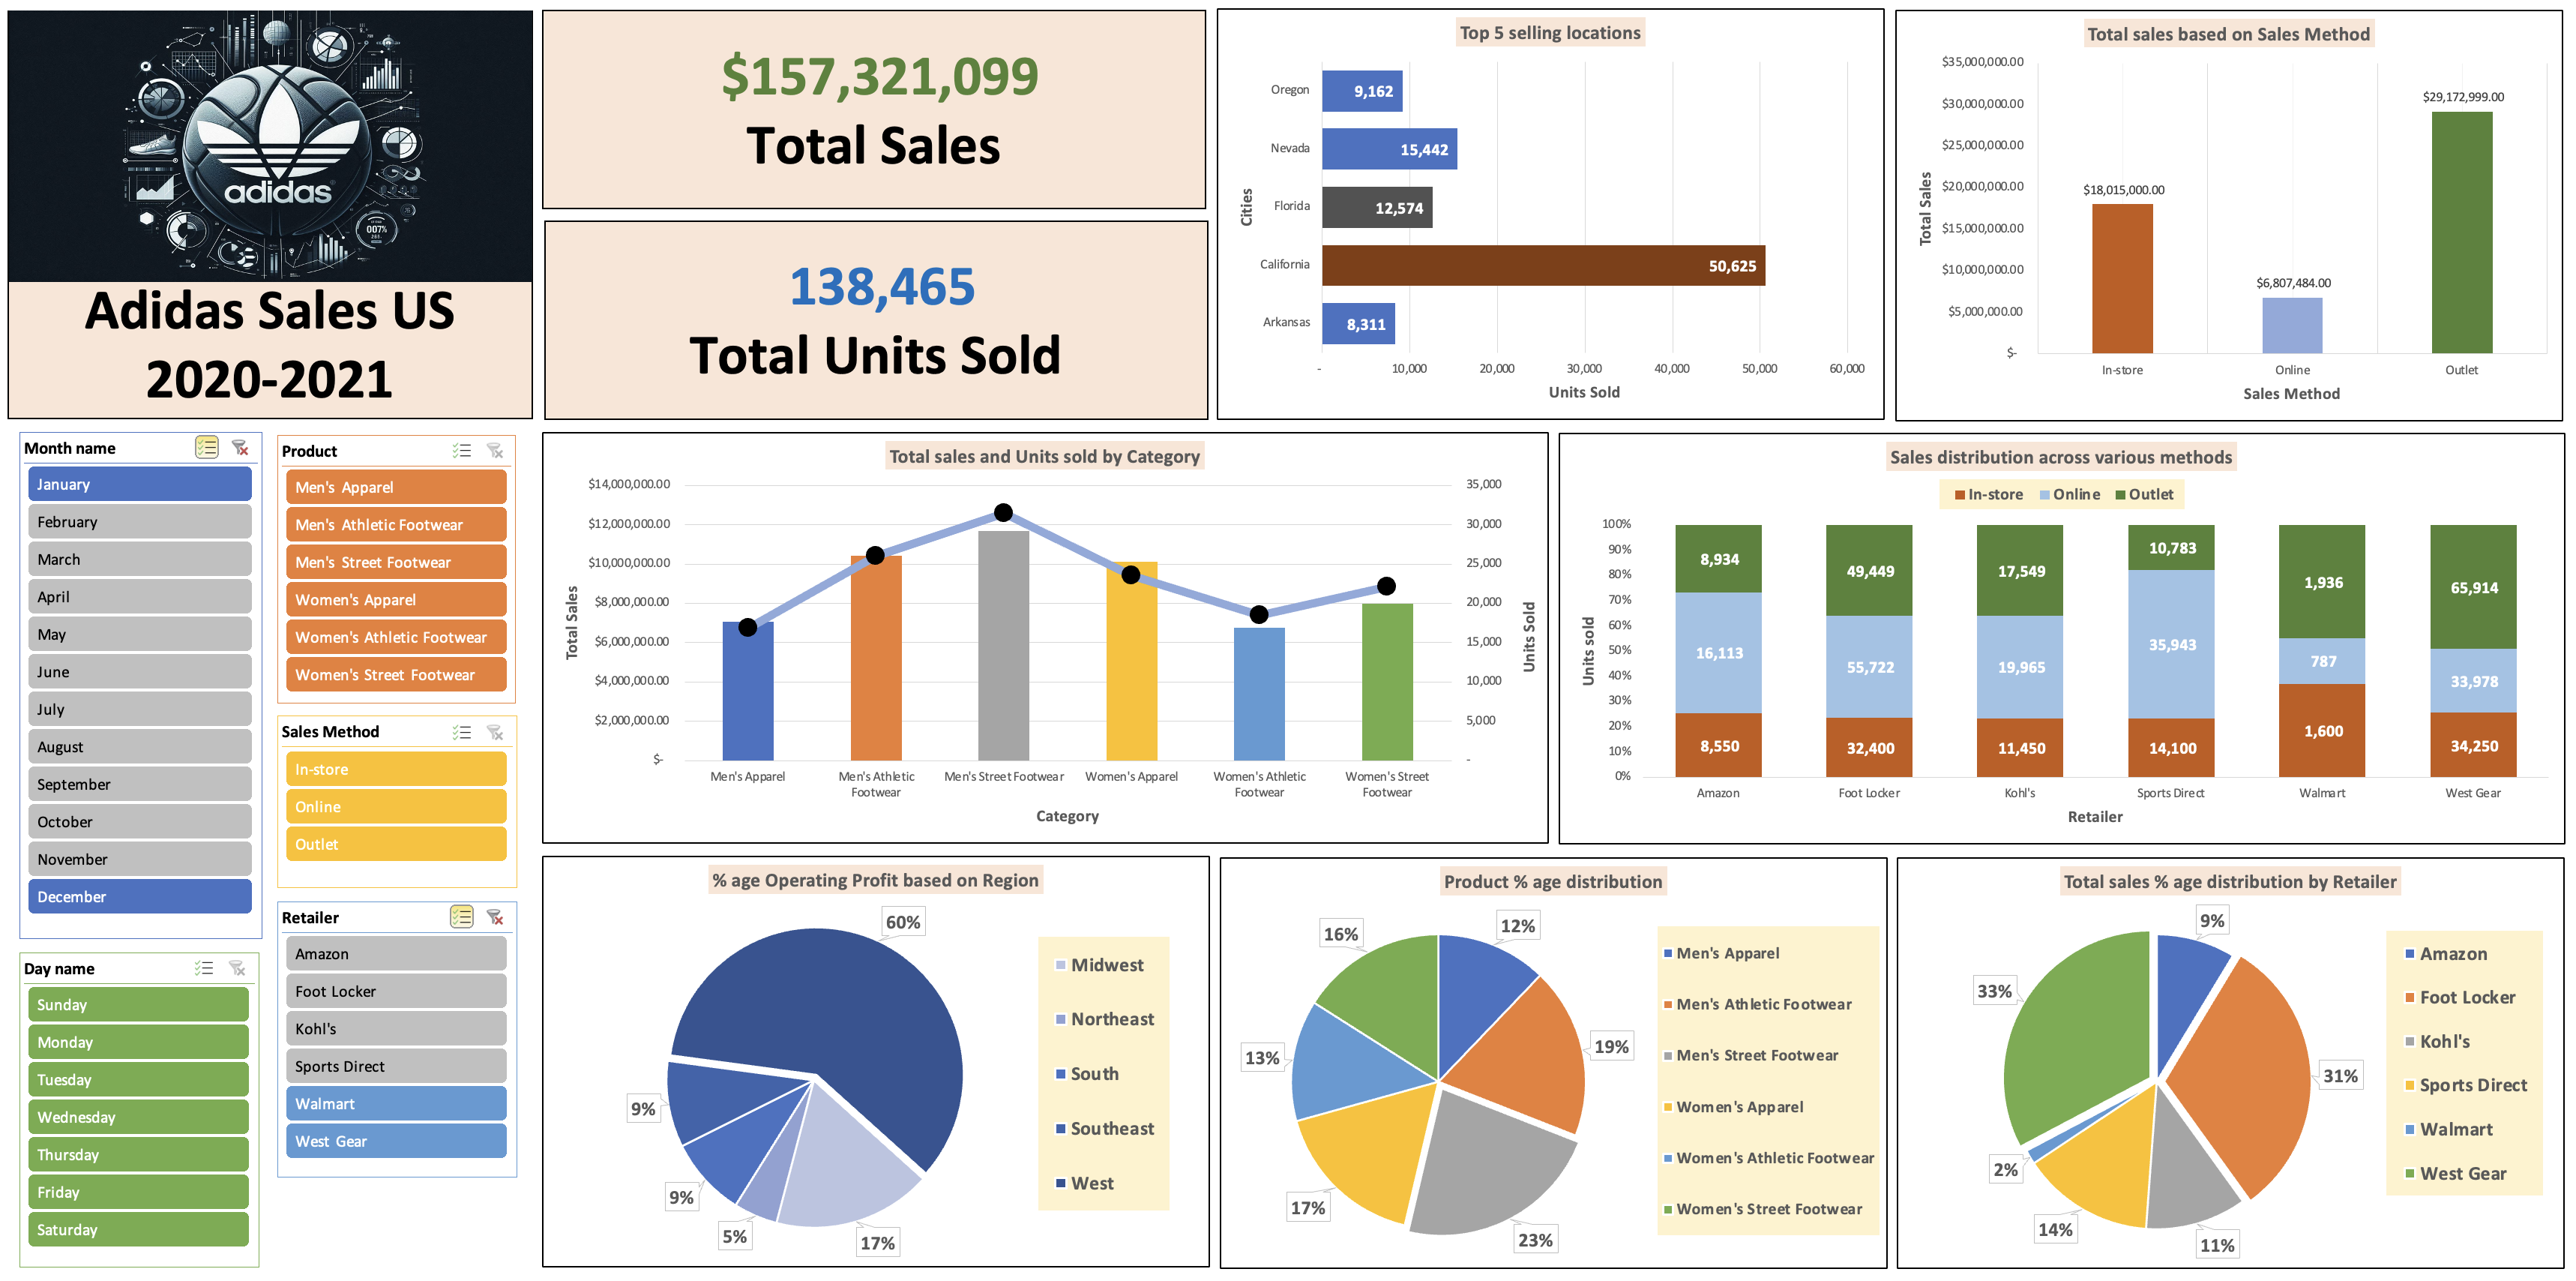 adidas
007%
Adidas Sales US
2020-2021
$157,321,099
Total Sales
138,465
Total Units Sold
Top 5 selling locations
Cities
Oregon
9,162
Nevada
15,442
Florida
12,574
California
50,625
Arkansas
8,311
- 10,000 20,000 30,000 40,000 50,000 60,000
Units Sold
Total sales based on Sales Method
Total Sales
$35,000,000.00
$30,000,000.00
$25,000,000.00
$20,000,000.00
$15,000,000.00
$10,000,000.00
$5,000,000.00
$-
$18,015,000.00
$6,807,484.00
$29,172,999.00
In-store Online Outlet
Sales Method
Month name
January
February
March
April
May
June
July
August
September
October
November
December
Day name
Sunday
Monday
Tuesday
Wednesday
Thursday
Friday
Saturday
Product
Men's Apparel
Men's Athletic Footwear
Men's Street Footwear
Women's Apparel
Women's Athletic Footwear
Women's Street Footwear
Sales Method
In-store
Online
Outlet
Retailer
Amazon
Foot Locker
Kohl's
Sports Direct
Walmart
West Gear
Total sales and Units sold by Category
Total Sales
$14,000,000.00
$12,000,000.00
$10,000,000.00
$8,000,000.00
$6,000,000.00
$4,000,000.00
$2,000,000.00
$-
35,000
30,000
25,000
20,000
15,000
10,000
5,000
-
Units Sold
Men's Apparel
Men's Athletic
Footwear
Men's Street Footwear
Women's Apparel
Women's Athletic
Footwear
Women's Street
Footwear
Category
Sales distribution across various methods
In-store Online Outlet
Units sold
100%
90%
80%
70%
60%
50%
40%
30%
20%
10%
0%
8,934
16,113
8,550
49,449
55,722
32,400
17,549
19,965
11,450
10,783
35,943
14,100
1,936
787
1,600
65,914
33,978
34,250
Amazon Foot Locker Kohl's Sports Direct Walmart West Gear
Retailer
% age Operating Profit based on Region
60%
9%
9%
5%
17%
Midwest
Northeast
South
Southeast
West
Product % age distribution
12%
19%
23%
17%
13%
16%
Men's Apparel
Men's Athletic Footwear
Men's Street Footwear
Women's Apparel
Women's Athletic Footwear
Women's Street Footwear
Total sales % age distribution by Retailer
9%
31%
11%
14%
2%
33%
Amazon
Foot Locker
Kohl's
Sports Direct
Walmart
West Gear